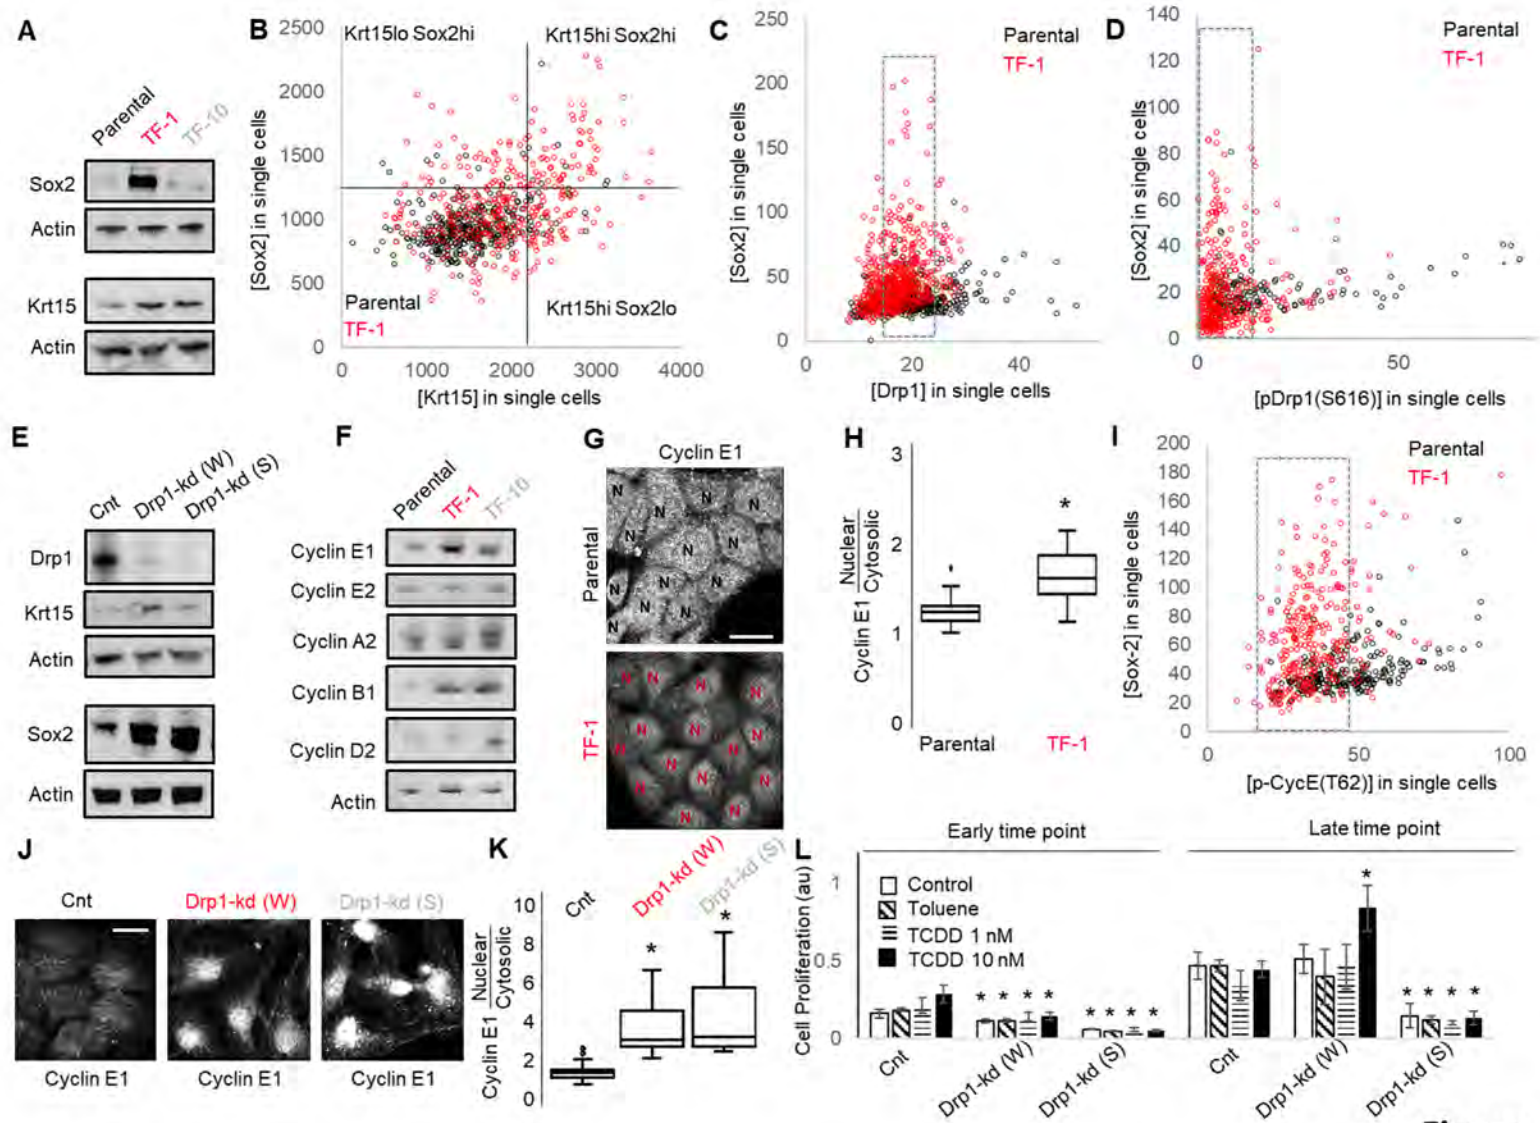 A
Parental
TF-1
TF-10
Sox2
Actin
Krt15
Actin
B
Krt15lo Sox2hi
Krt15hi Sox2hi
[Sox2] in single cells
2500
2000
1500
1000
500
0
Parental
TF-1
Krt15hi Sox2lo
0
1000
2000
3000
4000
[Krt15] in single cells
C
[Sox2] in single cells
250
200
150
100
50
0
Parental
TF-1
0
20
40
[Drp1] in single cells
D
[Sox2] in single cells
140
120
100
80
60
40
20
0
Parental
TF-1
0
50
[pDrp1(S616)] in single cells
E
Cnt
Drp1-kd (W)
Drp1-kd (S)
Drp1
Krt15
Actin
Sox2
Actin
F
Parental
TF-1
TF-10
Cyclin E1
Cyclin E2
Cyclin A2
Cyclin B1
Cyclin D2
Actin
G
Cyclin E1
Parental
N N N N N N N N N N N N N
TF-1
N N N N N N N N N N N N N N
H
Cyclin E1 Nuclear
Cytosolic
3
2
1
0
*
Parental
TF-1
I
[Sox-2] in single cells
200
180
160
140
120
100
80
60
40
20
0
Parental
TF-1
0
50
100
[p-CycE(T62)] in single cells
J
Cnt
Drp1-kd (W)
Drp1-kd (S)
Cyclin E1
Cyclin E1
Cyclin E1
K
Cyclin E1 Nuclear
Cytosolic
10
8
6
4
2
0
Cnt
Drp1-kd (W)
Drp1-kd (S)
*
*
L
Early time point
Late time point
Cell Proliferation (au)
1
0.5
0
Control
Toluene
TCDD 1 nM
TCDD 10 nM
* * * *
* * * *
*
* * * *
Cnt
Drp1-kd (W)
Drp1-kd (S)
Cnt
Drp1-kd (W)
Drp1-kd (S)